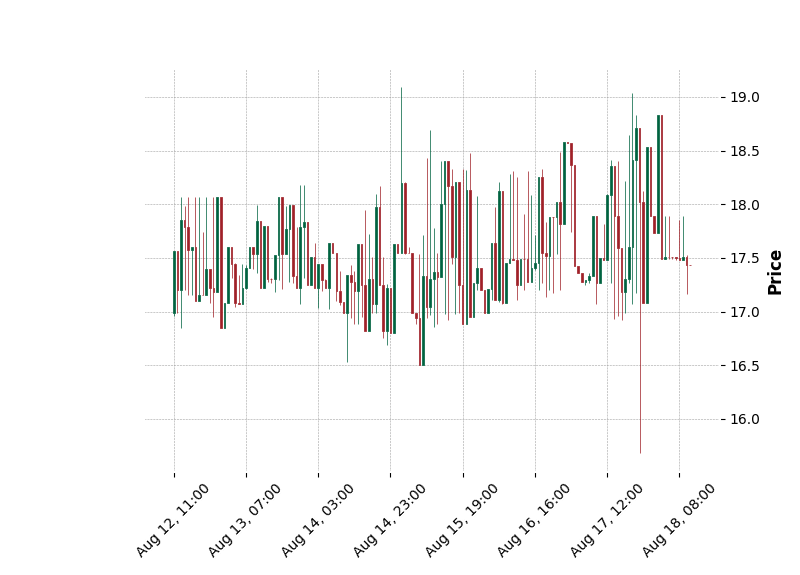 19.0
18.5
18.0
17.5
17.0
16.5
16.0
Price
Aug 12, 11:00
Aug 13, 07:00
Aug 14, 03:00
Aug 14, 23:00
Aug 15, 19:00
Aug 16, 16:00
Aug 17, 12:00
Aug 18, 08:00